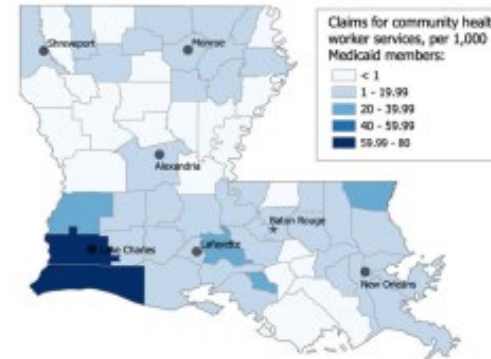 Claims for community health
worker services, per 1,000
Medicaid members:
< 1
1 - 19.99
20 - 39.99
40 - 59.99
59.99 - 80
Shreveport
Monroe
Alexandria
Baton Rouge
Lake Charles
Lafayette
New Orleans